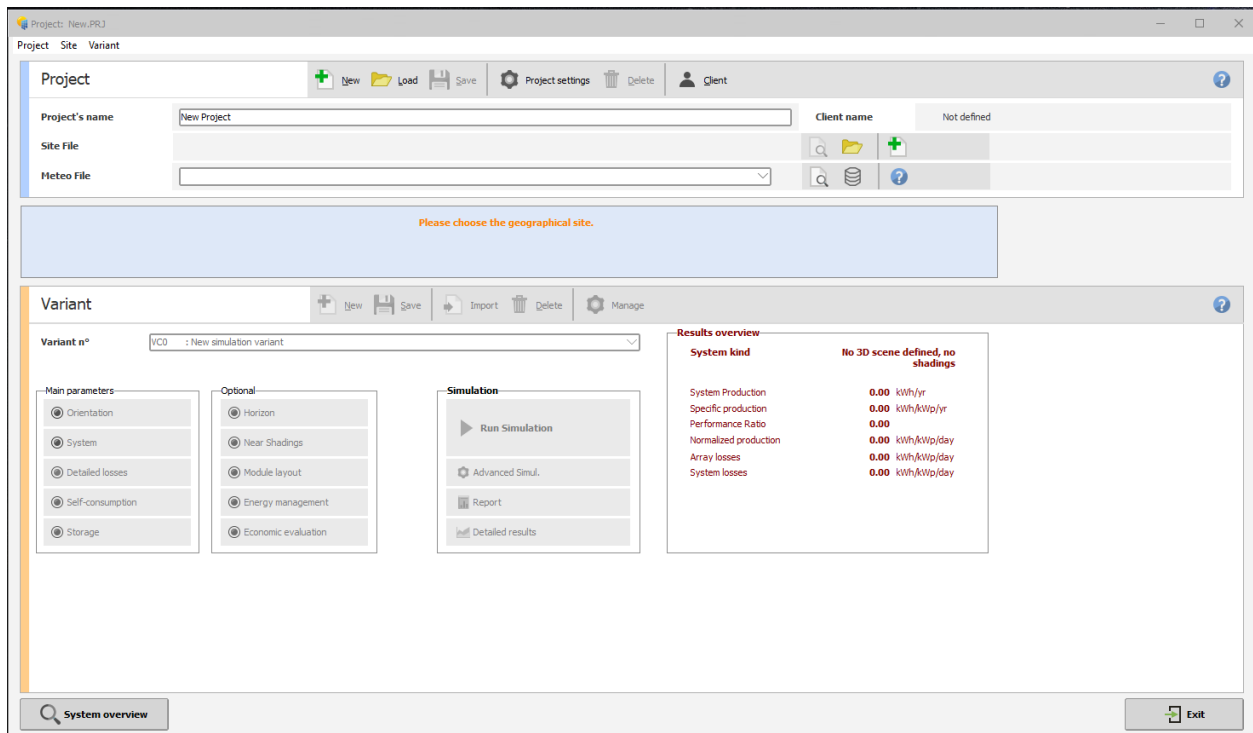 Project: New.PRJ
Project Site Variant
Project New Load Save Project settings Delete Client
Project's name New Project Client name Not defined
Site File
Meteo File
Please choose the geographical site.
Variant New Save Import Delete Manage
Variant n° VC0 : New simulation variant
Results overview
System kind No 3D scene defined, no
shadings
Main parameters Optional Simulation
System Production 0.00 kWh/yr
Orientation Horizon Run Simulation
Specific production 0.00 kWh/kWp/yr
Performance Ratio 0.00
System Near Shadings
Normalized production 0.00 kWh/kWp/day
Array losses 0.00 kWh/kWp/day
Detailed losses Module layout Advanced Simul.
System losses 0.00 kWh/kWp/day
Self-consumption Energy management Report
Storage Economic evaluation Detailed results
System overview Exit